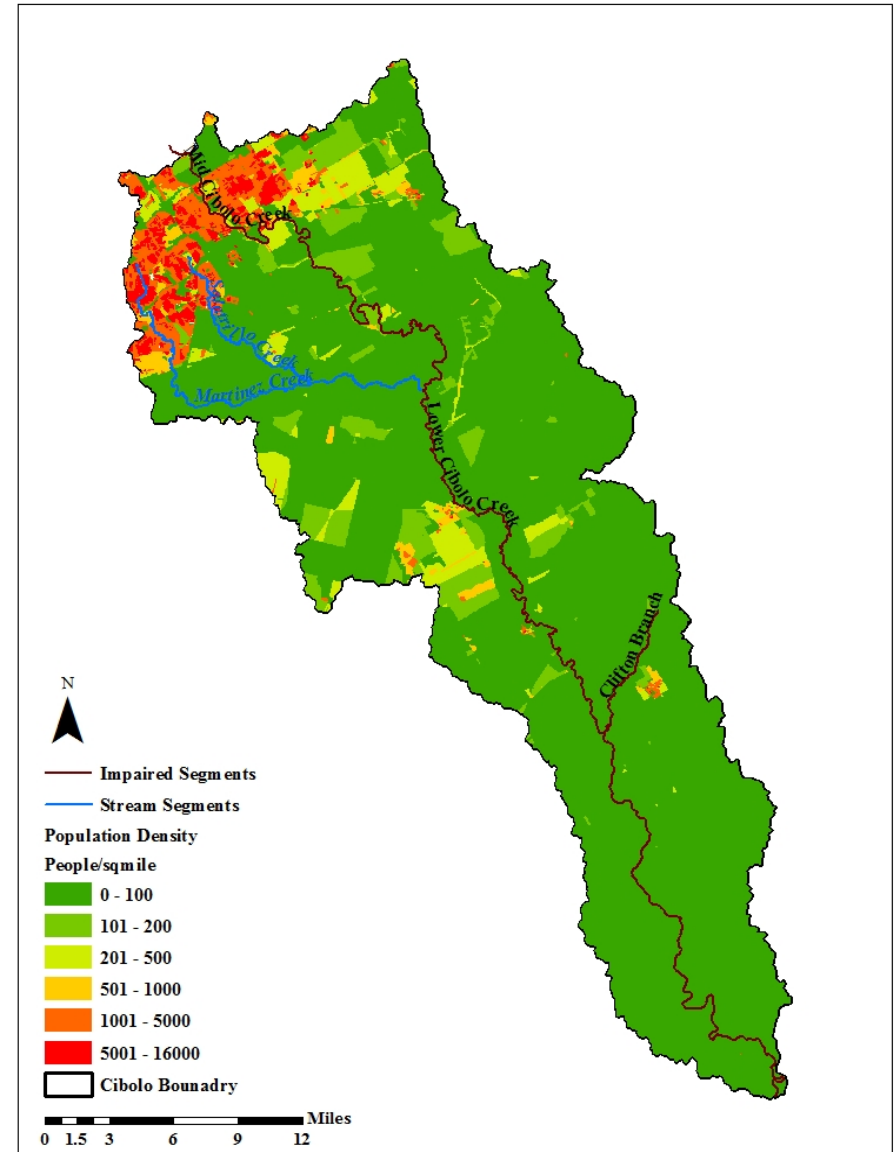 Mid Cibolo Creek
Salatrillo Creek
Martinez Creek
Lower Cibolo Creek
Clifton Branch
N
Impaired Segments
Stream Segments
Population Density
People/sqmile
0 - 100
101 - 200
201 - 500
501 - 1000
1001 - 5000
5001 - 16000
Cibolo Bounadry
Miles
0 1.5 3 6 9 12